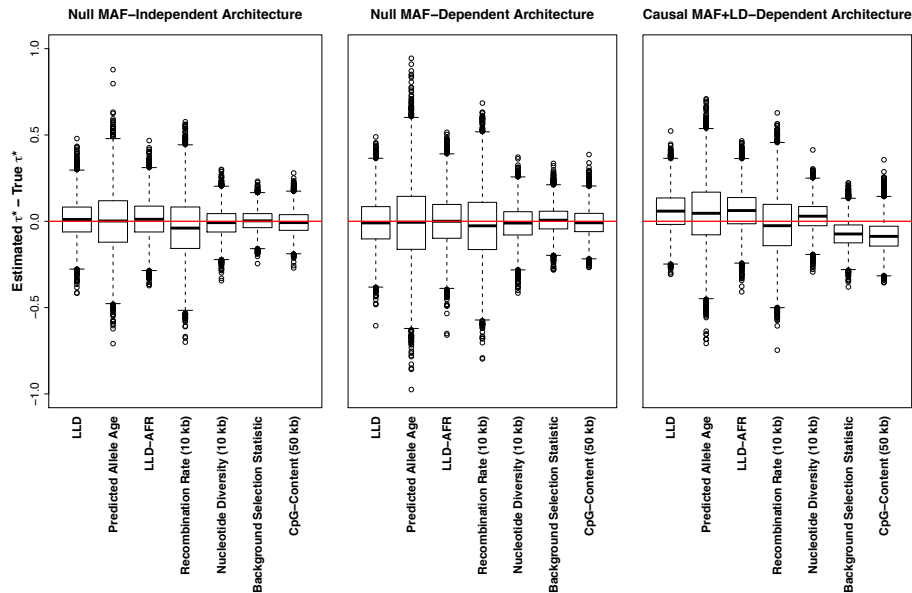 Null MAF−Independent Architecture
Null MAF−Dependent Architecture
Causal MAF+LD−Dependent Architecture
Estimated τ* − True τ*
1.0
0.5
0.0
−0.5
−1.0
LLD
Predicted Allele Age
LLD−AFR
Recombination Rate (10 kb)
Nucleotide Diversity (10 kb)
Background Selection Statistic
CpG−Content (50 kb)
LLD
Predicted Allele Age
LLD−AFR
Recombination Rate (10 kb)
Nucleotide Diversity (10 kb)
Background Selection Statistic
CpG−Content (50 kb)
LLD
Predicted Allele Age
LLD−AFR
Recombination Rate (10 kb)
Nucleotide Diversity (10 kb)
Background Selection Statistic
CpG−Content (50 kb)